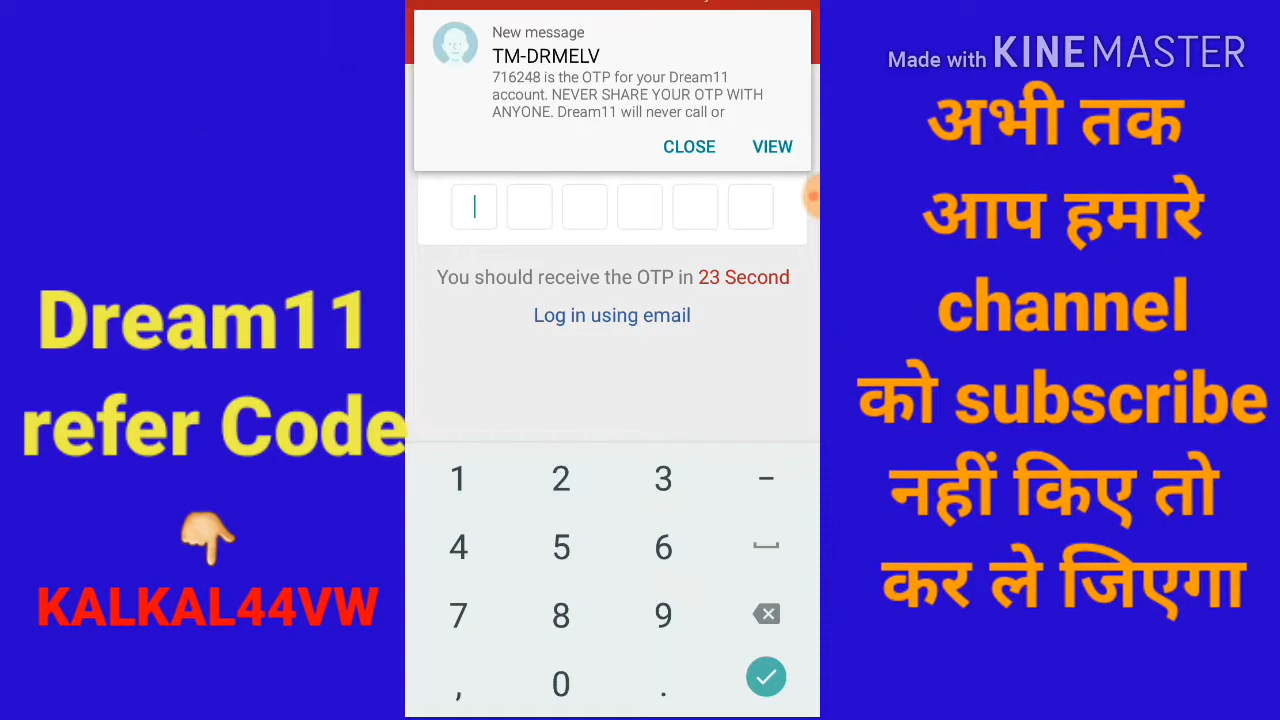 Dream11
refer Code
👇
KALKAL44VW
New message
TM-DRMELV
716248 is the OTP for your Dream11
account. NEVER SHARE YOUR OTP WITH
ANYONE. Dream11 will never call or
CLOSE VIEW
You should receive the OTP in 23 Second
Log in using email
1 2 3 –
4 5 6
7 8 9
, 0 .
Made with KINEMASTER
अभी तक
आप हमारे
channel
को subscribe
नहीं किए तो
कर ले जिएगा